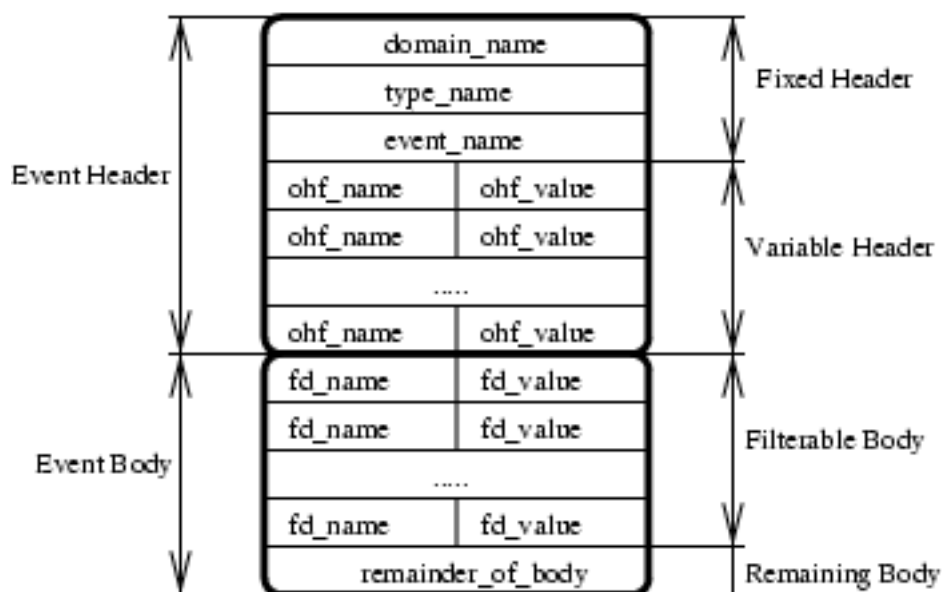 domain_name
Fixed Header
type_name
event_name
Event Header
ohf_name ohf_value
ohf_name ohf_value
Variable Header
.....
ohf_name ohf_value
fd_name fd_value
fd_name fd_value
Filterable Body
Event Body
.....
fd_name fd_value
remainder_of_body
Remaining Body